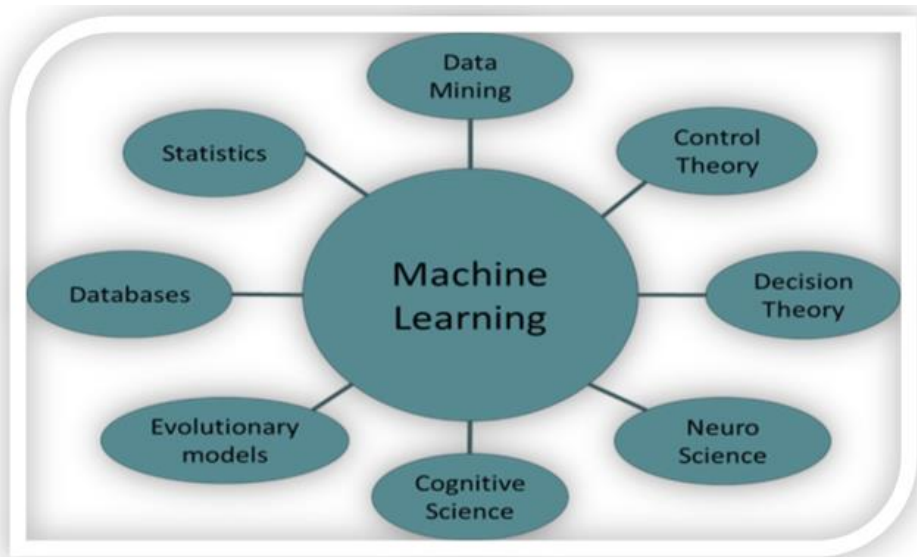 Data
Mining
Control
Theory
Statistics
Machine
Learning
Databases
Decision
Theory
Evolutionary
models
Neuro
Science
Cognitive
Science